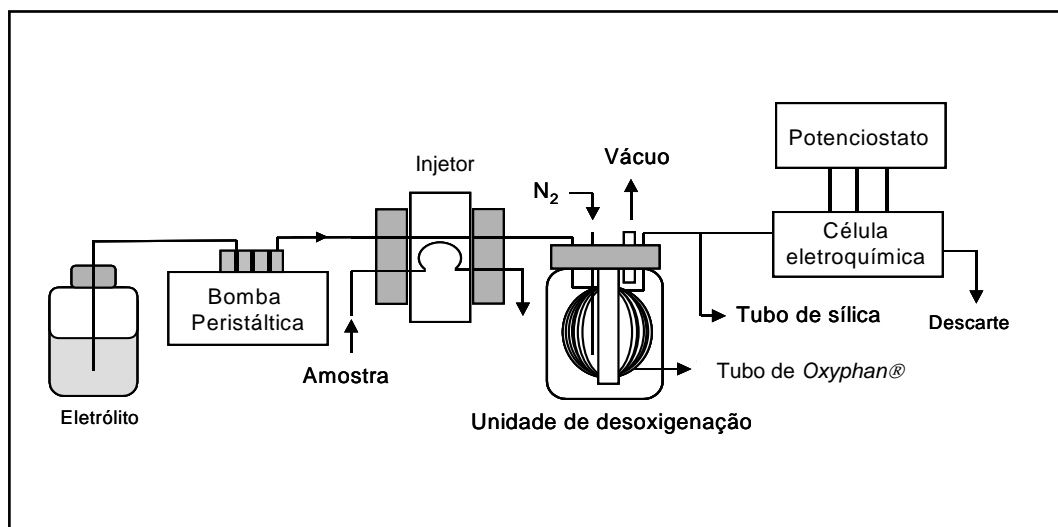 Potenciostato
Vácuo
Injetor
N2
Célula
eletroquímica
Bomba
Peristáltica
Tubo de sílica
Descarte
Amostra
Tubo de Oxyphan®
Eletrólito
Unidade de desoxigenação